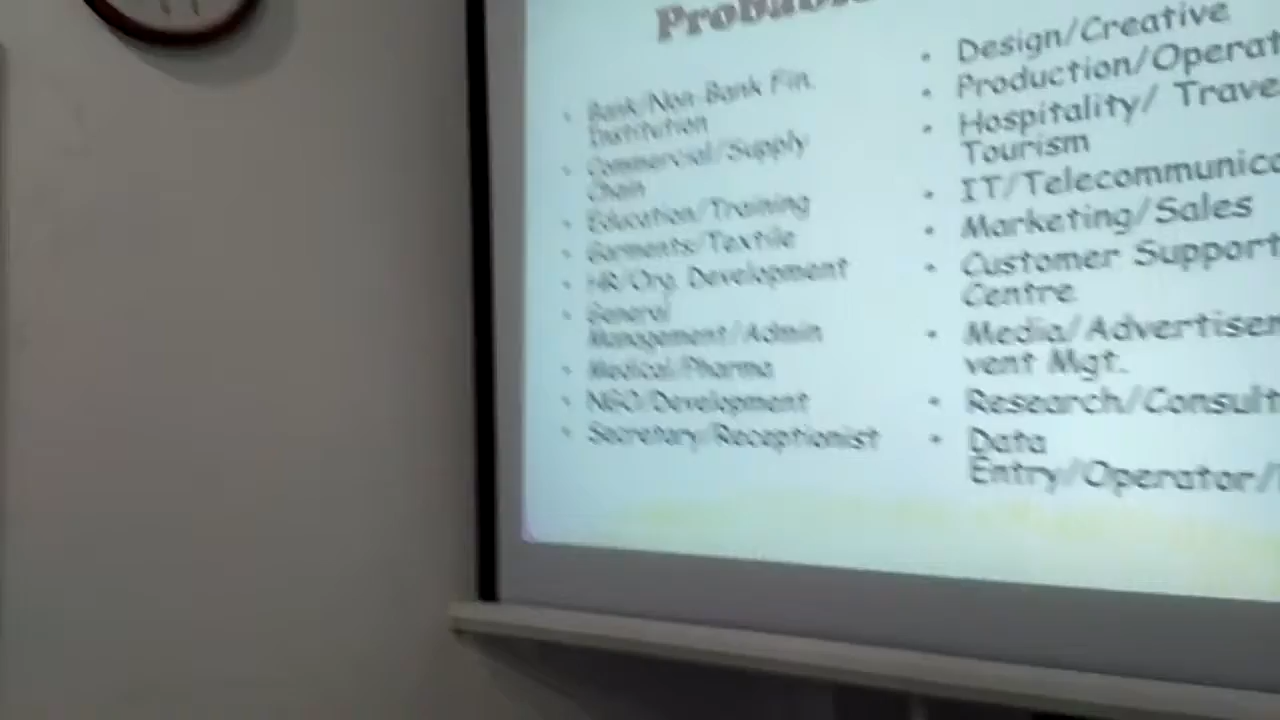 • Bank/Non-Bank Fin.
Institution
• Commercial/Supply
Chain
• Education/Training
• Garments/Textile
• HR/Org. Development
• General
Management/Admin
• Medical/Pharma
• NGO/Development
• Secretary/Receptionist
• Design/Creative
• Production/Operat
• Hospitality/ Trave
Tourism
• IT/Telecommunica
• Marketing/Sales
• Customer Support
Centre
• Media/Advertisem
vent Mgt.
• Research/Consult
• Data
Entry/Operator/